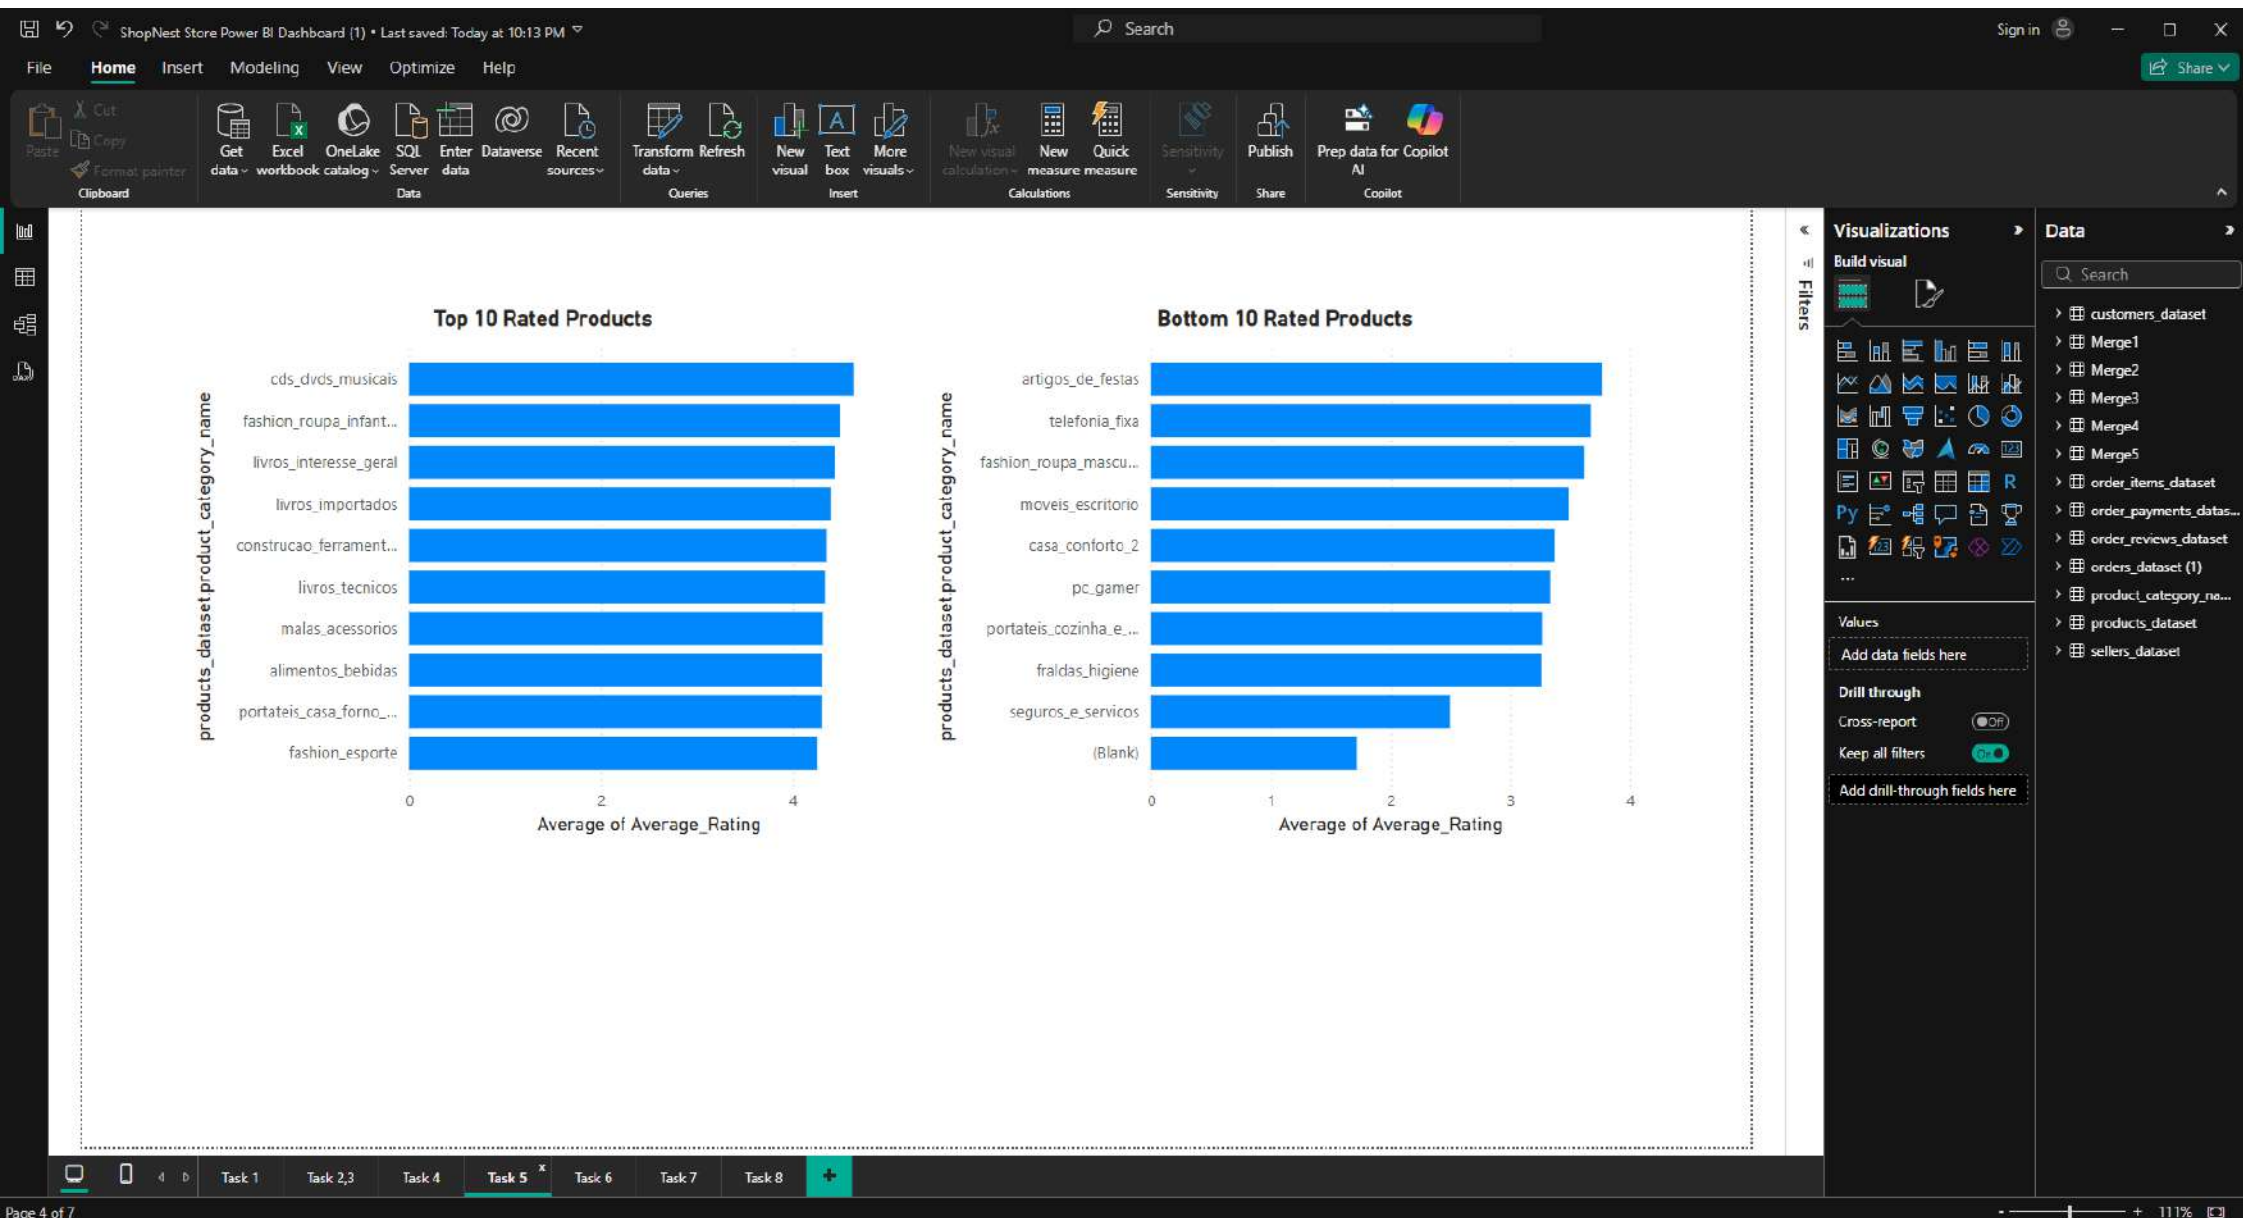 ShopNest Store Power BI Dashboard (1) • Last saved: Today at 10:13 PM
Search
Sign in
File Home Insert Modeling View Optimize Help
Share
Paste
Cut
Copy
Format painter
Clipboard
Get data
Excel workbook
OneLake catalog
SQL Server
Enter data
Dataverse
Recent sources
Data
Transform data
Refresh
Queries
New visual
Text box
More visuals
Insert
New visual calculation
New measure
Quick measure
Calculations
Sensitivity
Sensitivity
Publish
Share
Prep data for AI
Copilot
Copilot
Top 10 Rated Products
products_datasetproduct_category_name
cds_dvds_musicais
fashion_roupa_infant...
livros_interesse_geral
livros_importados
construcao_ferrament...
livros_tecnicos
malas_acessorios
alimentos_bebidas
portateis_casa_forno_...
fashion_esporte
0 2 4
Average of Average_Rating
Bottom 10 Rated Products
products_datasetproduct_category_name
artigos_de_festas
telefonia_fixa
fashion_roupa_mascu...
moveis_escritorio
casa_conforto_2
pc_gamer
portateis_cozinha_e_...
fraldas_higiene
seguros_e_servicos
(Blank)
0 1 2 3 4
Average of Average_Rating
Filters
Visualizations
Build visual
123
R
Py
...
Values
Add data fields here
Drill through
Cross-report
Off
Keep all filters
On
Add drill-through fields here
Data
Search
customers_dataset
Merge1
Merge2
Merge3
Merge4
Merge5
order_items_dataset
order_payments_datas...
order_reviews_dataset
orders_dataset (1)
product_category_na...
products_dataset
sellers_dataset
Task 1 Task 2,3 Task 4 Task 5 x Task 6 Task 7 Task 8 +
Page 4 of 7
- + 111%